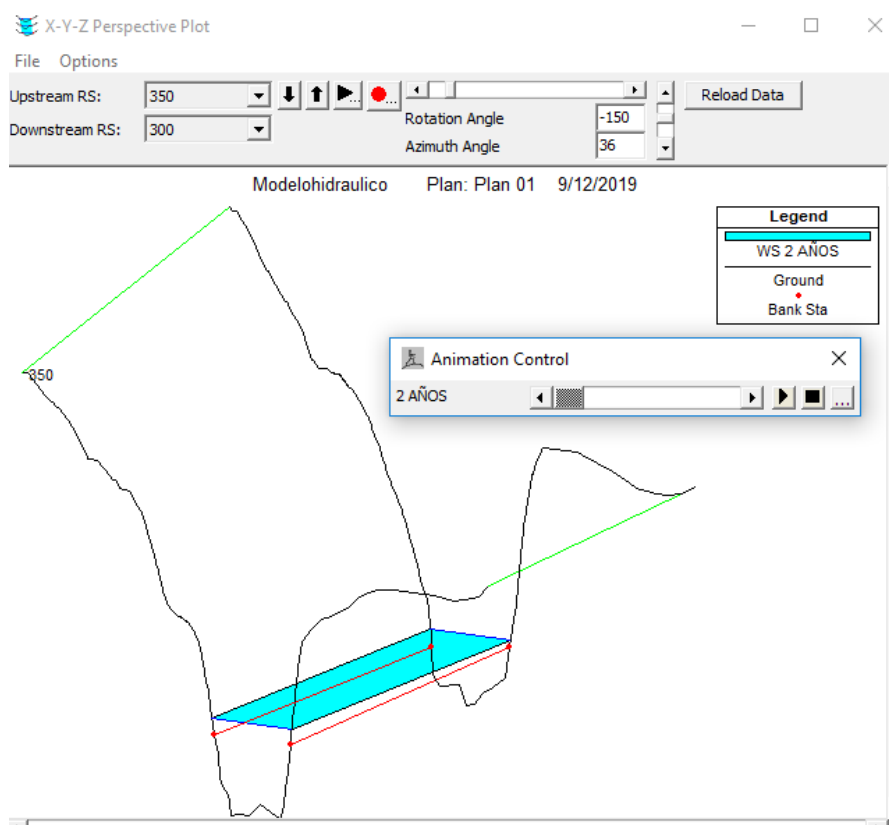 X-Y-Z Perspective Plot
File Options
Upstream RS: 350 Reload Data
Rotation Angle -150
Downstream RS: 300
Azimuth Angle 36
Modelohidraulico Plan: Plan 01 9/12/2019
Legend
WS 2 AÑOS
Ground
Bank Sta
350
Animation Control
2 AÑOS